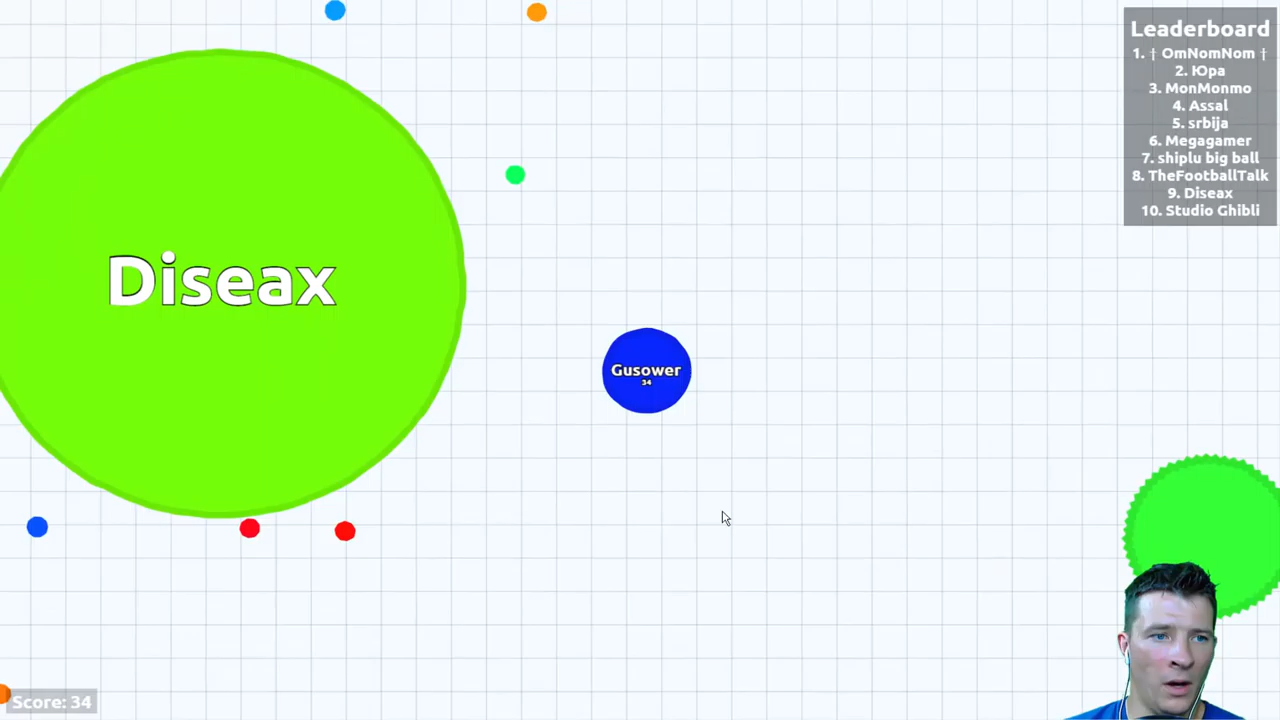 Leaderboard
1. † OmNomNom †
2. Юра
3. MonMonmo
4. Assal
5. srbija
6. Megagamer
7. shiplu big ball
8. TheFootballTalk
9. Diseax
10. Studio Ghibli
Diseax
Gusower
34
Score: 34